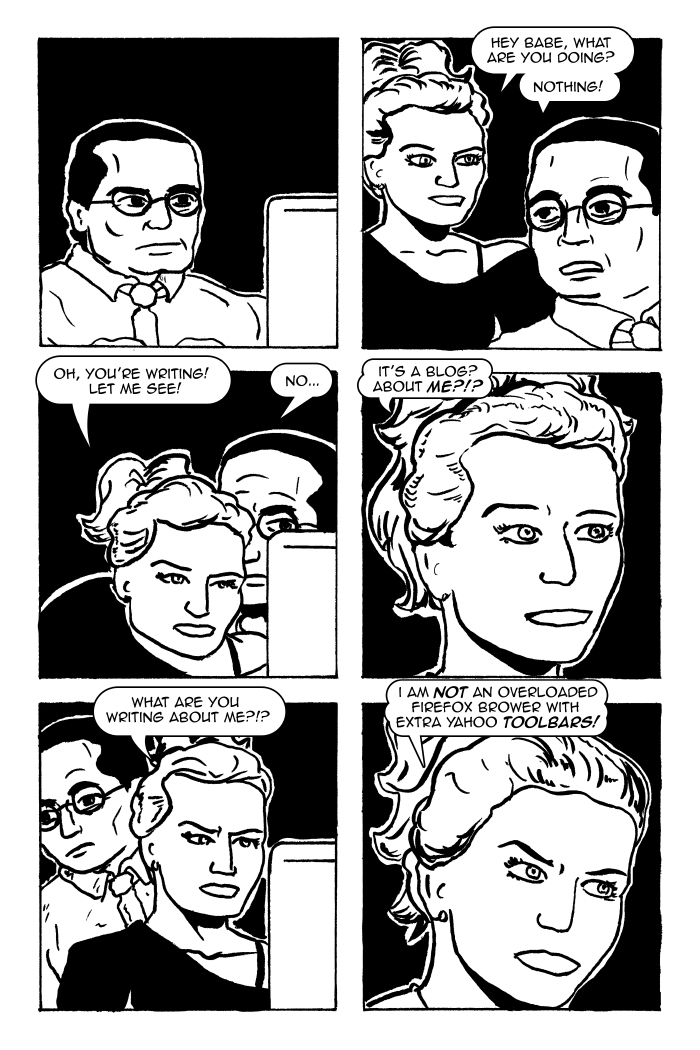 HEY BABE, WHAT
ARE YOU DOING?
NOTHING!
OH, YOU'RE WRITING!
LET ME SEE!
NO...
IT'S A BLOG?
ABOUT ME?!?
WHAT ARE YOU
WRITING ABOUT ME?!?
I AM NOT AN OVERLOADED
FIREFOX BROWER WITH
EXTRA YAHOO TOOLBARS!